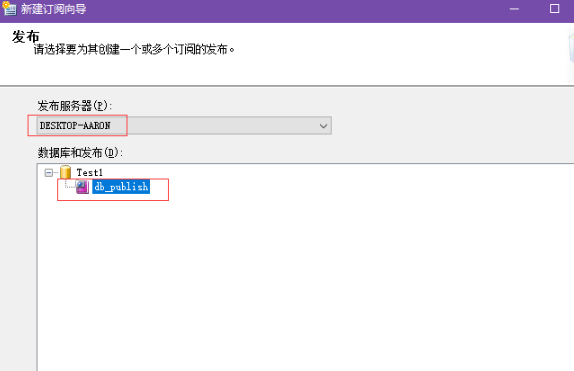 新建订阅向导
发布
请选择要为其创建一个或多个订阅的发布。
发布服务器(P):
DESKTOP-AARON
数据库和发布(D):
Test1
db_publish